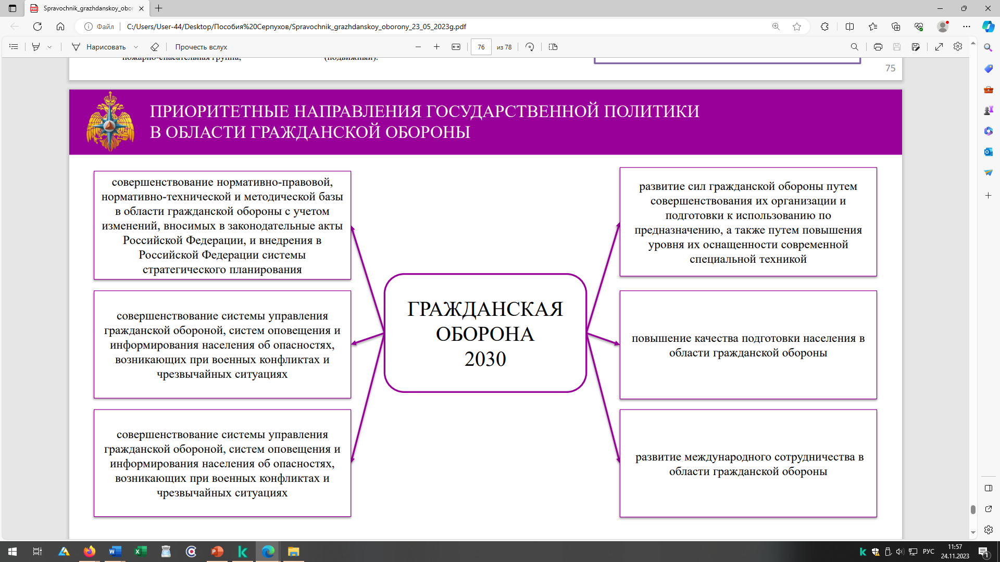 Spravochnik_grazhdanskoy_obor
Файл
C:/Users/User-44/Desktop/Пособия%20Серпухов/Spravochnik_grazhdanskoy_oborony_23_05_2023g.pdf
Нарисовать
Прочесть вслух
76
из 78
пожарно-спасательная группа;
(подвижный).
75
ПРИОРИТЕТНЫЕ НАПРАВЛЕНИЯ ГОСУДАРСТВЕННОЙ ПОЛИТИКИ
В ОБЛАСТИ ГРАЖДАНСКОЙ ОБОРОНЫ
совершенствование нормативно-правовой,
нормативно-технической и методической базы
в области гражданской обороны с учетом
изменений, вносимых в законодательные акты
Российской Федерации, и внедрения в
Российской Федерации системы
стратегического планирования
совершенствование системы управления
гражданской обороной, систем оповещения и
информирования населения об опасностях,
возникающих при военных конфликтах и
чрезвычайных ситуациях
совершенствование системы управления
гражданской обороной, систем оповещения и
информирования населения об опасностях,
возникающих при военных конфликтах и
чрезвычайных ситуациях
ГРАЖДАНСКАЯ
ОБОРОНА
2030
развитие сил гражданской обороны путем
совершенствования их организации и
подготовки к использованию по
предназначению, а также путем повышения
уровня их оснащенности современной
специальной техникой
повышение качества подготовки населения в
области гражданской обороны
развитие международного сотрудничества в
области гражданской обороны
РУС
11:57
24.11.2023
1